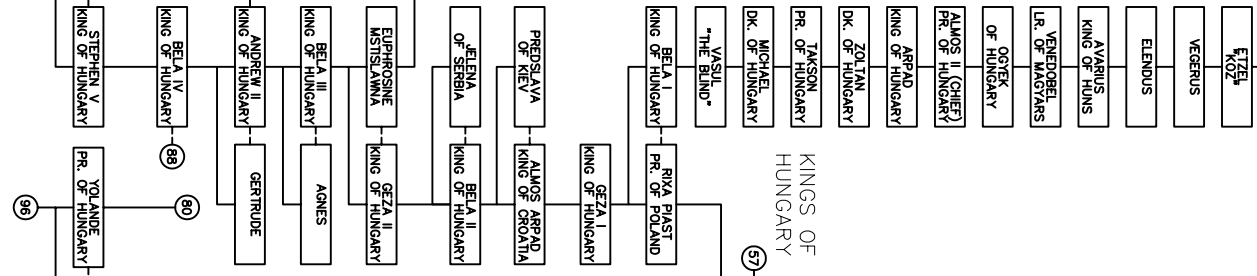 ETZEL
"KOZ"
VEGERUS
ELENDUS
AVARIUS
KING OF HUNS
VENEDOBEL
LR. OF MAGYARS
OGYEK
OF HUNGARY
ALMOS II (CHIEF)
PR. OF HUNGARY
ARPAD
KING OF HUNGARY
ZOLTAN
DK. OF HUNGARY
TAKSON
PR. OF HUNGARY
MICHAEL
DK. OF HUNGARY
VASUL
"THE BLIND"
BELA I
KING OF HUNGARY
RIXA PIAST
PR. OF POLAND
KINGS OF
HUNGARY
57
GEZA I
KING OF HUNGARY
PREDSLAVA
OF KIEV
ALMOS ARPAD
KING OF CROATIA
JELENA
OF SERBIA
BELA II
KING OF HUNGARY
EUPHROSINE
MSTISLAWNA
GEZA II
KING OF HUNGARY
BELA III
KING OF HUNGARY
AGNES
ANDREW II
KING OF HUNGARY
GERTRUDE
BELA IV
KING OF HUNGARY
88
STEPHEN V
KING OF HUNGARY
YOLANDE
PR. OF HUNGARY
80
96